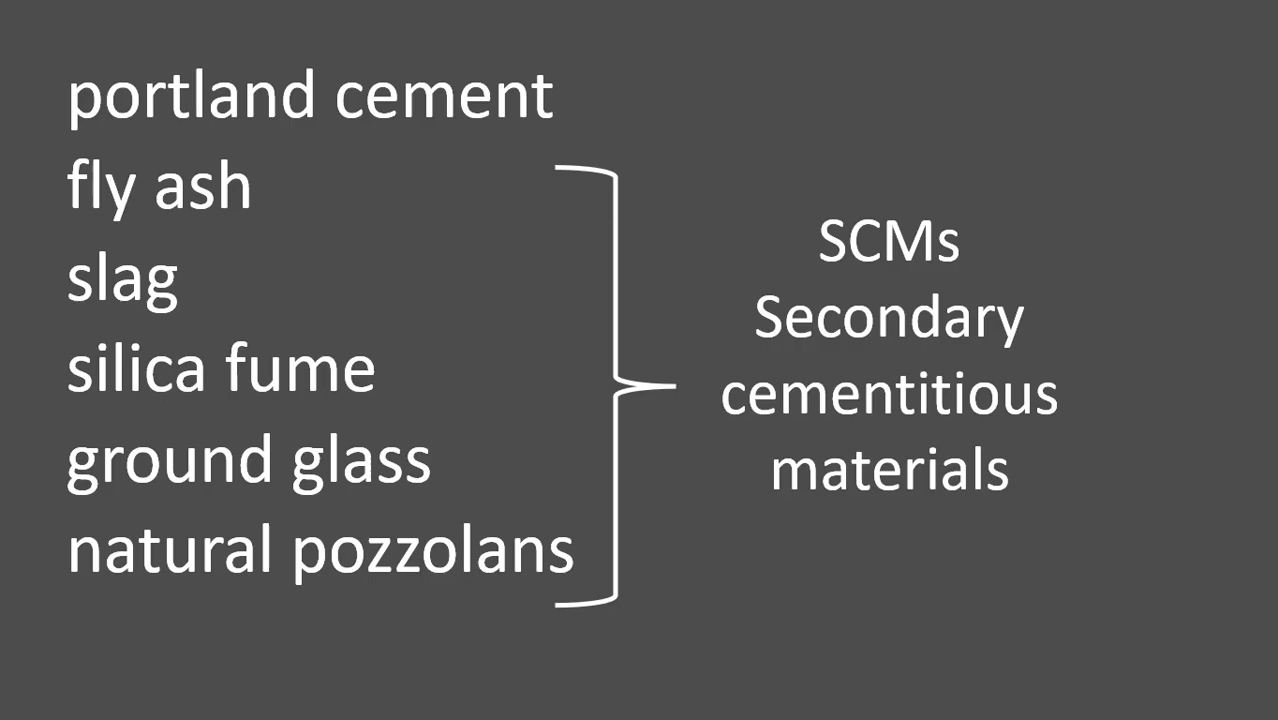 portland cement
fly ash
slag
silica fume
ground glass
natural pozzolans
SCMs
Secondary
cementitious
materials